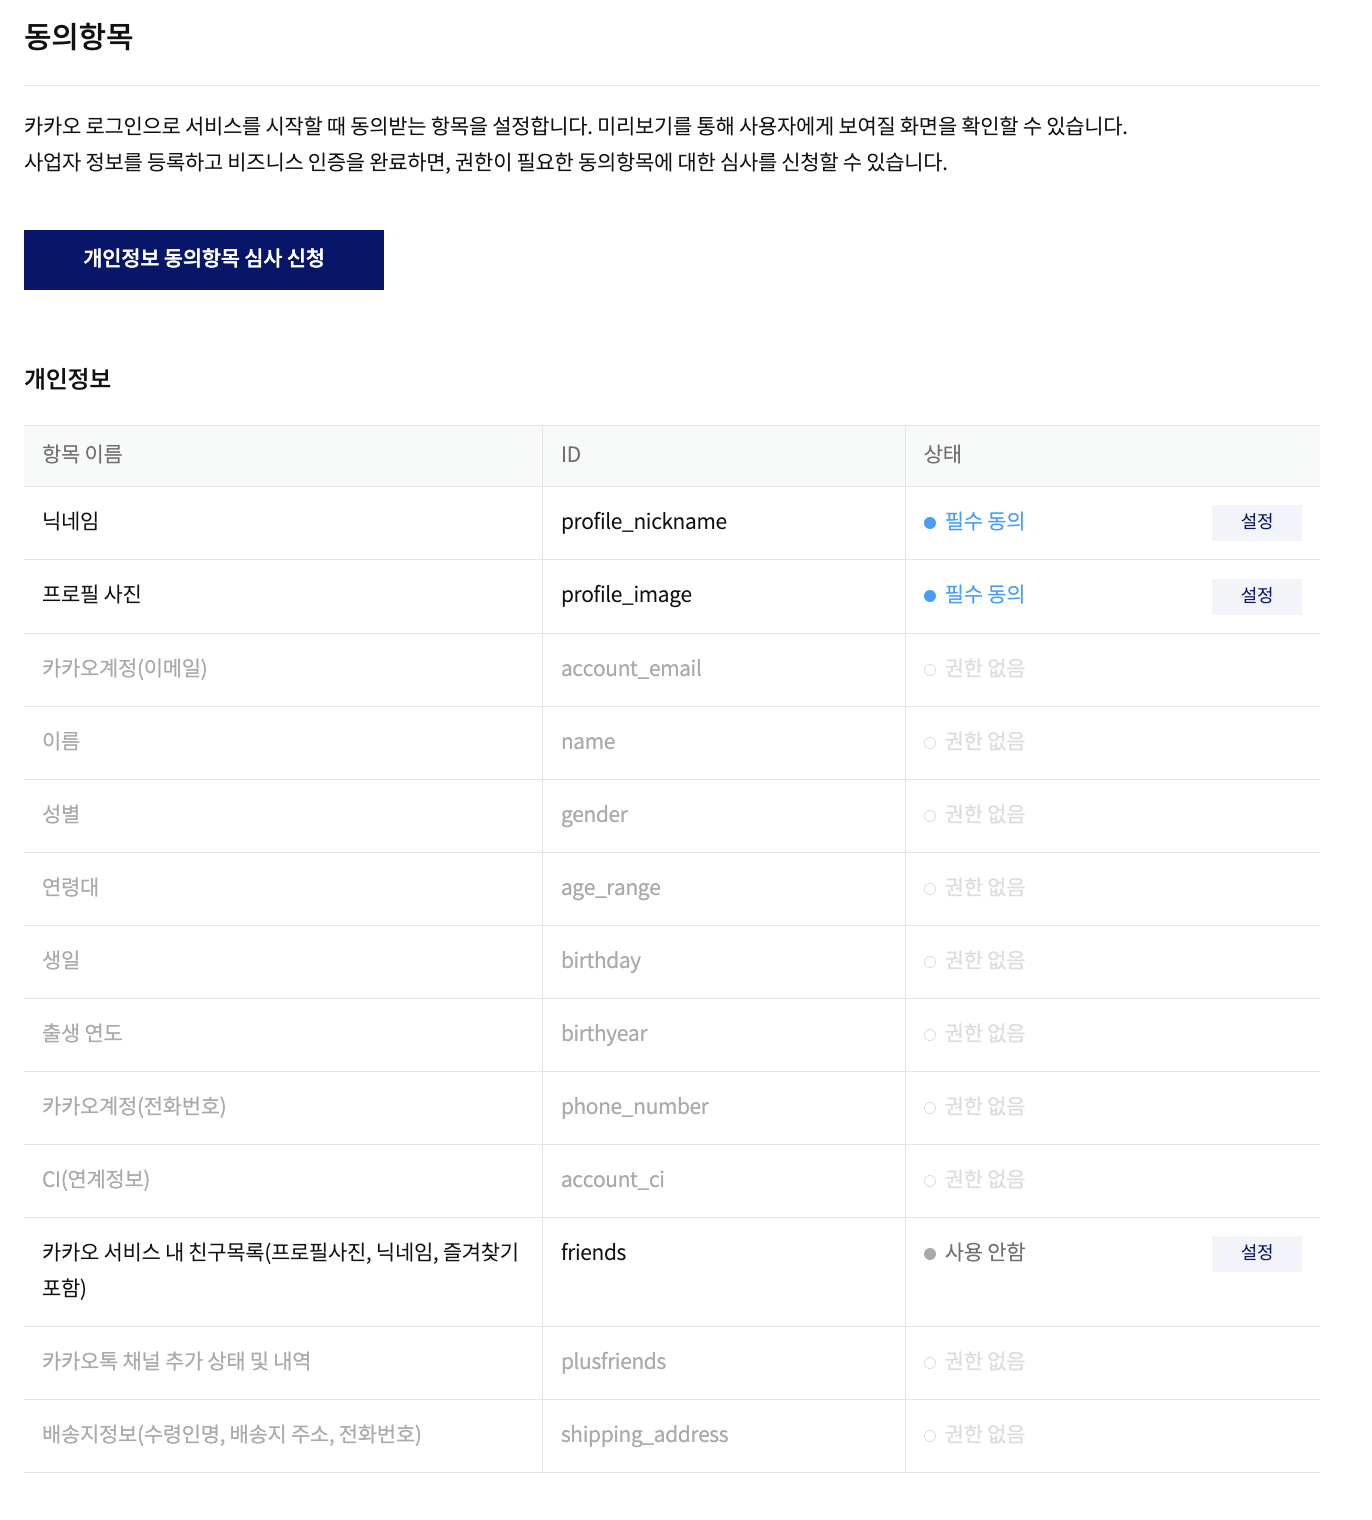 동의항목
카카오 로그인으로 서비스를 시작할 때 동의받는 항목을 설정합니다. 미리보기를 통해 사용자에게 보여질 화면을 확인할 수 있습니다.
사업자 정보를 등록하고 비즈니스 인증을 완료하면, 권한이 필요한 동의항목에 대한 심사를 신청할 수 있습니다.
개인정보 동의항목 심사 신청
개인정보
항목 이름 ID 상태
닉네임 profile_nickname 필수 동의 설정
프로필 사진 profile_image 필수 동의 설정
카카오계정(이메일) account_email 권한 없음
이름 name 권한 없음
성별 gender 권한 없음
연령대 age_range 권한 없음
생일 birthday 권한 없음
출생 연도 birthyear 권한 없음
카카오계정(전화번호) phone_number 권한 없음
CI(연계정보) account_ci 권한 없음
카카오 서비스 내 친구목록(프로필사진, 닉네임, 즐겨찾기 friends 사용 안함 설정
포함)
카카오톡 채널 추가 상태 및 내역 plusfriends 권한 없음
배송지정보(수령인명, 배송지 주소, 전화번호) shipping_address 권한 없음